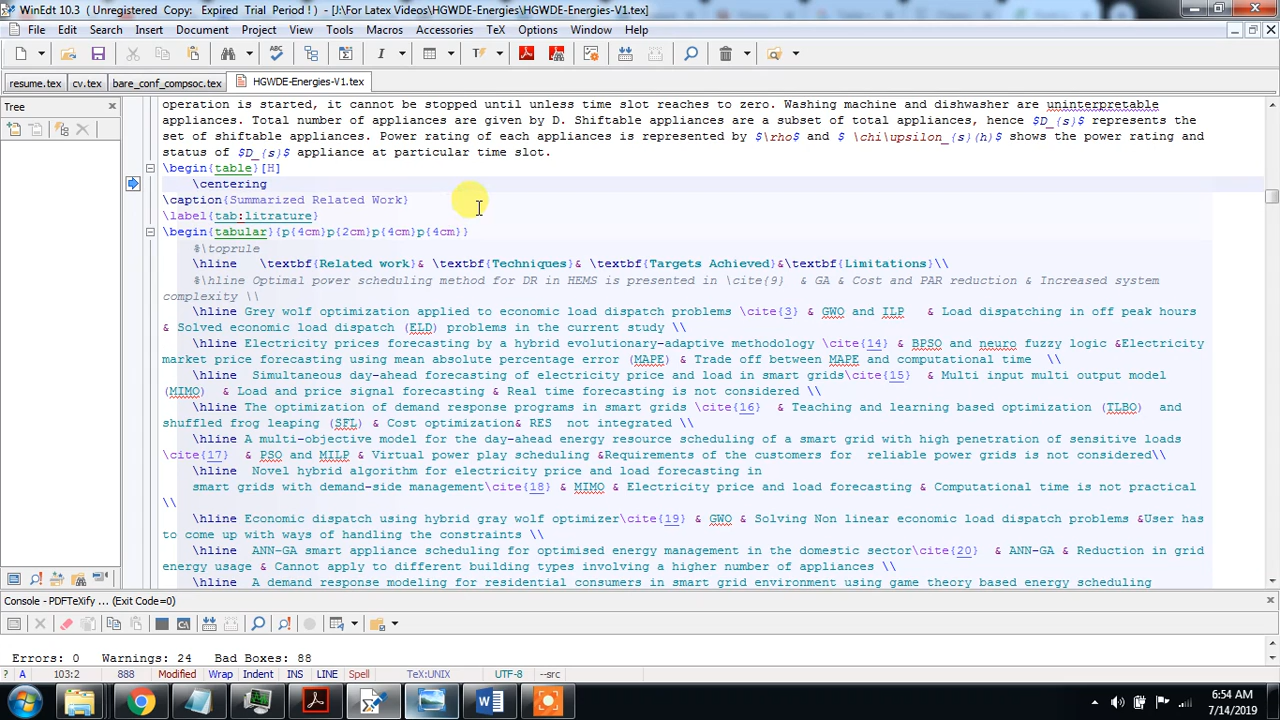 WinEdt 10.3 (Unregistered Copy: Expired Trial Period!) - [J:\For Latex Videos\HGWDE-Energies\HGWDE-Energies-V1.tex]
File Edit Search Insert Document Project View Tools Macros Accessories TeX Options Window Help
resume.tex cv.tex bare_conf_compsoc.tex HGWDE-Energies-V1.tex
Tree
operation is started, it cannot be stopped until unless time slot reaches to zero. Washing machine and dishwasher are uninterpretable
appliances. Total number of appliances are given by D. Shiftable appliances are a subset of total appliances, hence $D_{s}$ represents the
set of shiftable appliances. Power rating of each appliances is represented by $\rho$ and $ \chi\upsilon_{s}(h)$ shows the power rating and
status of $D_{s}$ appliance at particular time slot.
\begin{table}[H]
\centering
\caption{Summarized Related Work}
\label{tab:litrature}
\begin{tabular}{p{4cm}p{2cm}p{4cm}p{4cm}}
%\toprule
\hline \textbf{Related work}& \textbf{Techniques}& \textbf{Targets Achieved}&\textbf{Limitations}\\
%\hline Optimal power scheduling method for DR in HEMS is presented in \cite{9} & GA & Cost and PAR reduction & Increased system
complexity \\
\hline Grey wolf optimization applied to economic load dispatch problems \cite{3} & GWO and ILP & Load dispatching in off peak hours
& Solved economic load dispatch (ELD) problems in the current study \\
\hline Electricity prices forecasting by a hybrid evolutionary-adaptive methodology \cite{14} & BPSO and neuro fuzzy logic &Electricity
market price forecasting using mean absolute percentage error (MAPE) & Trade off between MAPE and computational time \\
\hline Simultaneous day-ahead forecasting of electricity price and load in smart grids\cite{15} & Multi input multi output model
(MIMO) & Load and price signal forecasting & Real time forecasting is not considered \\
\hline The optimization of demand response programs in smart grids \cite{16} & Teaching and learning based optimization (TLBO) and
shuffled frog leaping (SFL) & Cost optimization& RES not integrated \\
\hline A multi-objective model for the day-ahead energy resource scheduling of a smart grid with high penetration of sensitive loads
\cite{17} & PSO and MILP & Virtual power play scheduling &Requirements of the customers for reliable power grids is not considered\\
\hline Novel hybrid algorithm for electricity price and load forecasting in
smart grids with demand-side management\cite{18} & MIMO & Electricity price and load forecasting & Computational time is not practical
\\
\hline Economic dispatch using hybrid gray wolf optimizer\cite{19} & GWO & Solving Non linear economic load dispatch problems &User has
to come up with ways of handling the constraints \\
\hline ANN-GA smart appliance scheduling for optimised energy management in the domestic sector\cite{20} & ANN-GA & Reduction in grid
energy usage & Cannot apply to different building types involving a higher number of appliances \\
\hline A demand response modeling for residential consumers in smart grid environment using game theory based energy scheduling
Console - PDFTeXify ... (Exit Code=0)
Errors: 0 Warnings: 24 Bad Boxes: 88
? A 103:2 888 Modified Wrap Indent INS LINE Spell TeX:UNIX UTF-8 --src
6:54 AM
7/14/2019